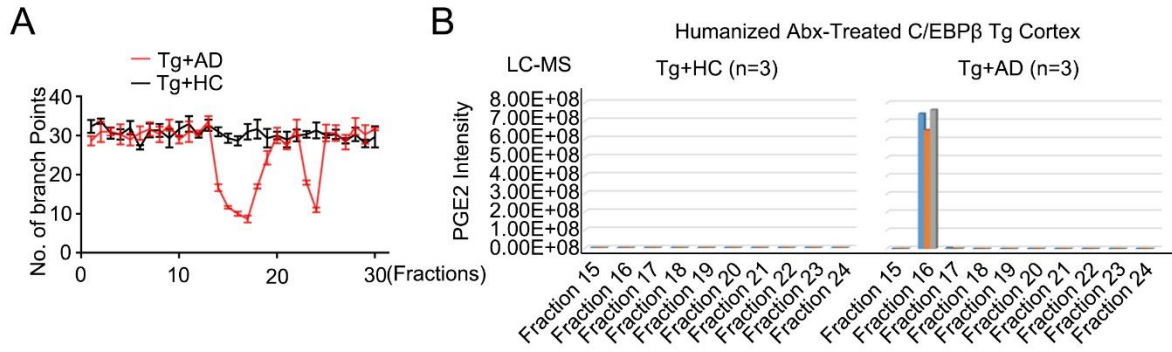 A
Tg+AD
Tg+HC
No. of branch Points
40
30
20
10
0
0
10
20
30(Fractions)
B
Humanized Abx-Treated C/EBPβ Tg Cortex
LC-MS
Tg+HC (n=3)
Tg+AD (n=3)
PGE2 Intensity
8.00E+08
7.00E+08
6.00E+08
5.00E+08
4.00E+08
3.00E+08
2.00E+08
1.00E+08
0.00E+08
Fraction 15
Fraction 16
Fraction 17
Fraction 18
Fraction 19
Fraction 20
Fraction 21
Fraction 22
Fraction 23
Fraction 24
Fraction 15
Fraction 16
Fraction 17
Fraction 18
Fraction 19
Fraction 20
Fraction 21
Fraction 22
Fraction 23
Fraction 24